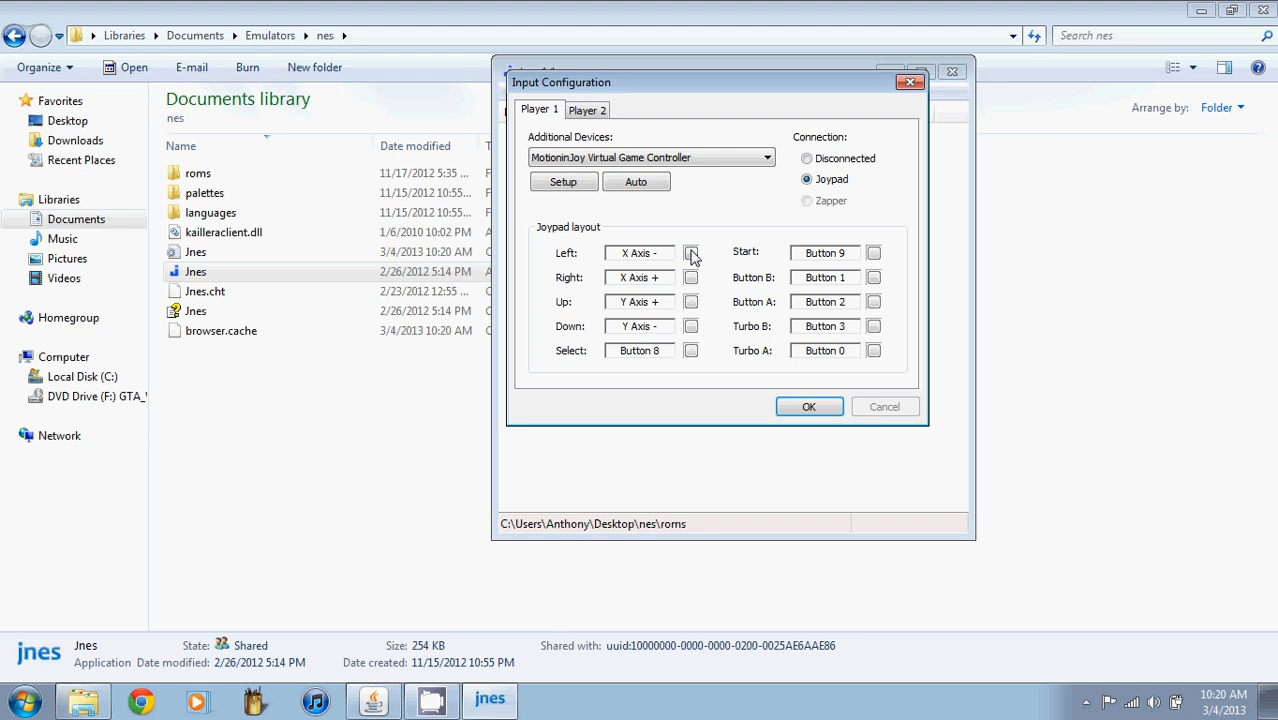 Libraries Documents Emulators nes Search nes
Organize Open E-mail Burn New folder
Favorites
Desktop
Downloads
Recent Places
Libraries
Documents
Music
Pictures
Videos
Homegroup
Computer
Local Disk (C:)
DVD Drive (F:) GTA_
Network
Documents library
nes
Arrange by: Folder
Name Date modified
roms 11/17/2012 5:35
palettes 11/15/2012 10:55
languages 11/15/2012 10:55
kailleraclient.dll 1/6/2010 10:02 PM
Jnes 3/4/2013 10:20 AM
Jnes 2/26/2012 5:14 PM
Jnes.cht 2/23/2012 12:55
Jnes 2/26/2012 5:14 PM
browser.cache 3/4/2013 10:20 AM
Input Configuration
Player 1 Player 2
Additional Devices:
MotioninJoy Virtual Game Controller
Setup Auto
Connection:
Disconnected
Joypad
Zapper
Joypad layout
Left: X Axis - Start: Button 9
Right: X Axis + Button B: Button 1
Up: Y Axis + Button A: Button 2
Down: Y Axis - Turbo B: Button 3
Select: Button 8 Turbo A: Button 0
OK Cancel
C:\Users\Anthony\Desktop\nes\roms
jnes Jnes State: Shared Size: 254 KB Shared with: uuid:10000000-0000-0000-0200-0025AE6AAE86
Application Date modified: 2/26/2012 5:14 PM Date created: 11/15/2012 10:55 PM
jnes
10:20 AM
3/4/2013